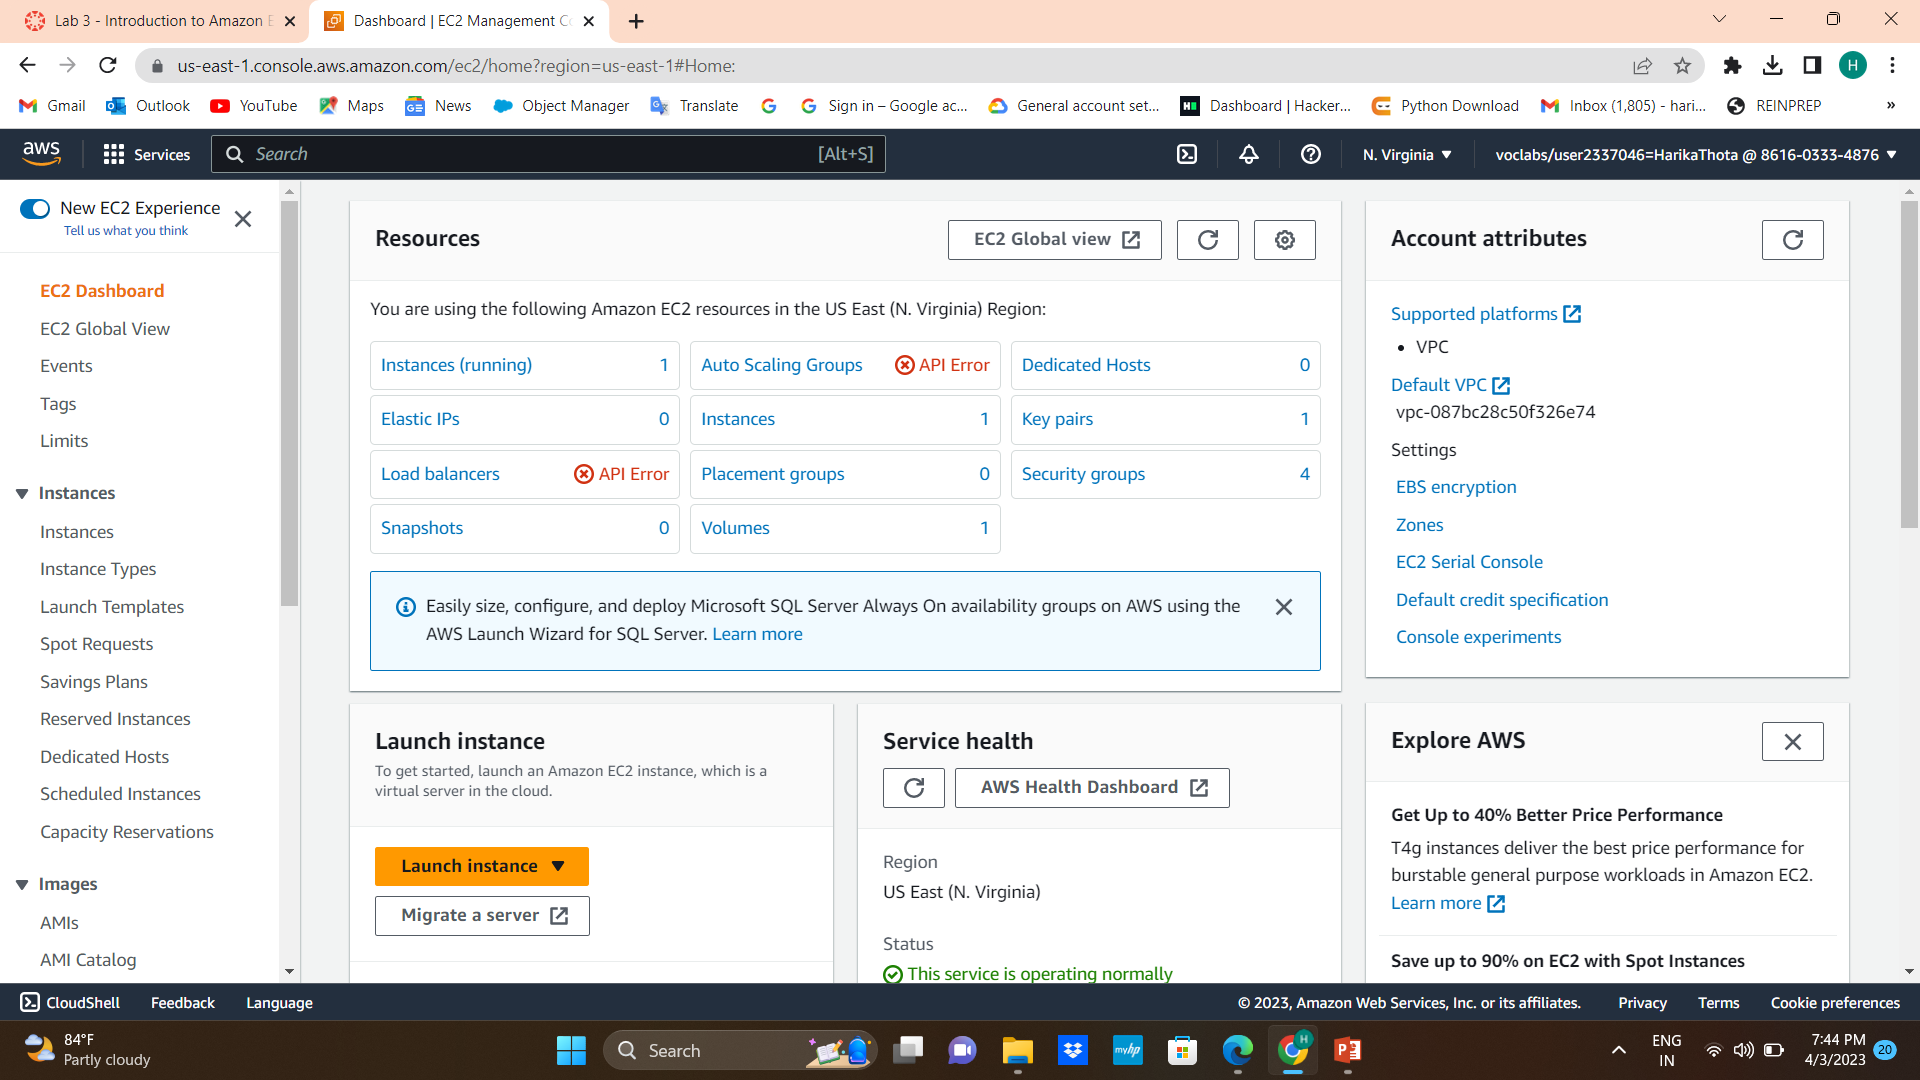 Lab 3 - Introduction to Amazon E
Dashboard | EC2 Management Co
us-east-1.console.aws.amazon.com/ec2/home?region=us-east-1#Home:
H
Gmail
Outlook
YouTube
Maps
News
Object Manager
Translate
Sign in – Google ac...
General account set...
Dashboard | Hacker...
Python Download
Inbox (1,805) - hari...
REINPREP
»
aws
Services
Search
[Alt+S]
N. Virginia
voclabs/user2337046=HarikaThota @ 8616-0333-4876
New EC2 Experience
Tell us what you think
EC2 Dashboard
EC2 Global View
Events
Tags
Limits
Instances
Instances
Instance Types
Launch Templates
Spot Requests
Savings Plans
Reserved Instances
Dedicated Hosts
Scheduled Instances
Capacity Reservations
Images
AMIs
AMI Catalog
Resources
EC2 Global view
You are using the following Amazon EC2 resources in the US East (N. Virginia) Region:
Instances (running) 1
Auto Scaling Groups API Error
Dedicated Hosts 0
Elastic IPs 0
Instances 1
Key pairs 1
Load balancers API Error
Placement groups 0
Security groups 4
Snapshots 0
Volumes 1
Easily size, configure, and deploy Microsoft SQL Server Always On availability groups on AWS using the
AWS Launch Wizard for SQL Server. Learn more
Account attributes
Supported platforms
• VPC
Default VPC
vpc-087bc28c50f326e74
Settings
EBS encryption
Zones
EC2 Serial Console
Default credit specification
Console experiments
Launch instance
To get started, launch an Amazon EC2 instance, which is a
virtual server in the cloud.
Launch instance
Migrate a server
Service health
AWS Health Dashboard
Region
US East (N. Virginia)
Status
This service is operating normally
Explore AWS
Get Up to 40% Better Price Performance
T4g instances deliver the best price performance for
burstable general purpose workloads in Amazon EC2.
Learn more
Save up to 90% on EC2 with Spot Instances
CloudShell
Feedback
Language
© 2023, Amazon Web Services, Inc. or its affiliates.
Privacy
Terms
Cookie preferences
84°F
Partly cloudy
Search
myhp
H
ENG
IN
7:44 PM
4/3/2023
20